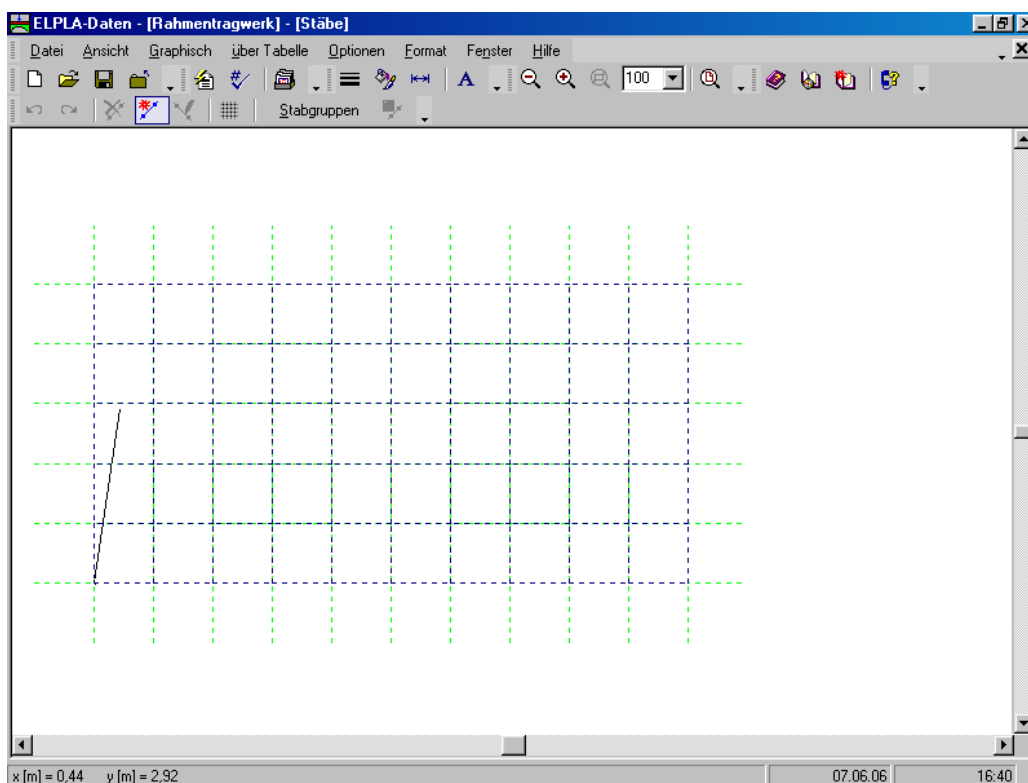 ELPLA-Daten - [Rahmentragwerk] - [Stäbe]
Datei Ansicht Graphisch über Tabelle Optionen Format Fenster Hilfe
A 100
Stabgruppen
x [m] = 0,44 y [m] = 2,92 07.06.06 16:40